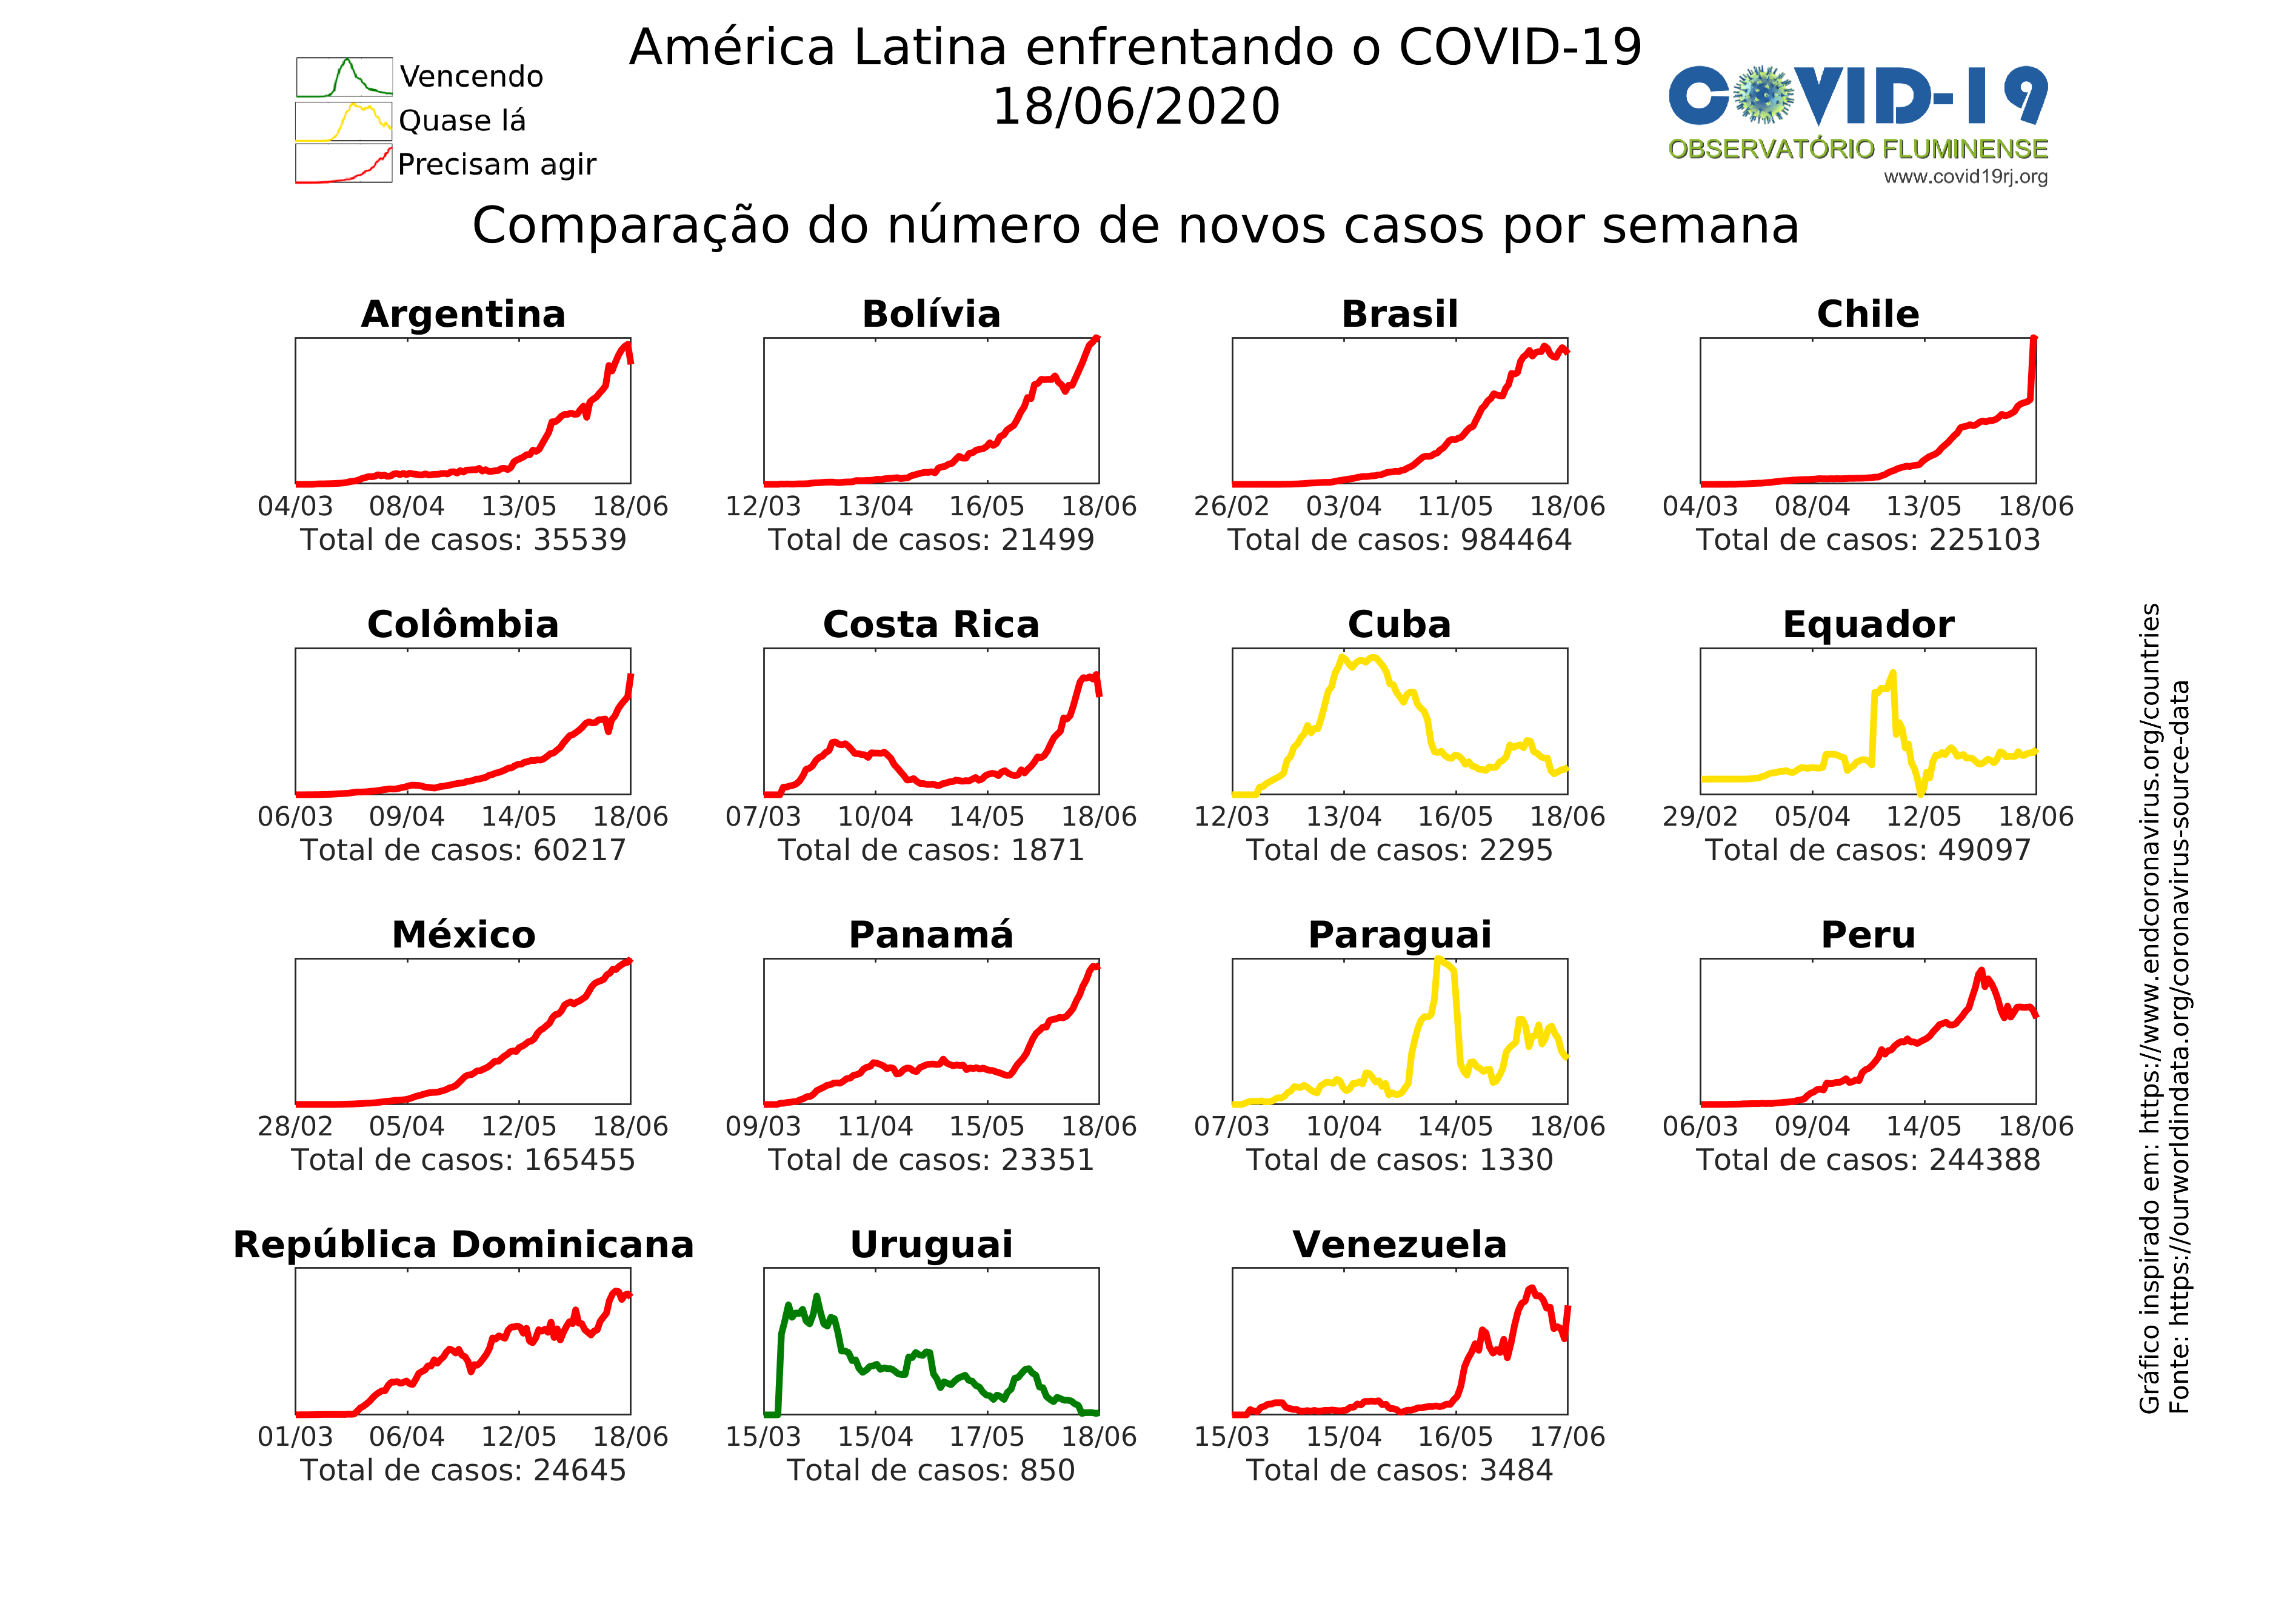 América Latina enfrentando o COVID-19
18/06/2020
Vencendo
Quase lá
Precisam agir
COVID-19
OBSERVATÓRIO FLUMINENSE
www.covid19rj.org
Comparação do número de novos casos por semana
Argentina
04/03 08/04 13/05 18/06
Total de casos: 35539
Bolívia
12/03 13/04 16/05 18/06
Total de casos: 21499
Brasil
26/02 03/04 11/05 18/06
Total de casos: 984464
Chile
04/03 08/04 13/05 18/06
Total de casos: 225103
Colômbia
06/03 09/04 14/05 18/06
Total de casos: 60217
Costa Rica
07/03 10/04 14/05 18/06
Total de casos: 1871
Cuba
12/03 13/04 16/05 18/06
Total de casos: 2295
Equador
29/02 05/04 12/05 18/06
Total de casos: 49097
México
28/02 05/04 12/05 18/06
Total de casos: 165455
Panamá
09/03 11/04 15/05 18/06
Total de casos: 23351
Paraguai
07/03 10/04 14/05 18/06
Total de casos: 1330
Peru
06/03 09/04 14/05 18/06
Total de casos: 244388
República Dominicana
01/03 06/04 12/05 18/06
Total de casos: 24645
Uruguai
15/03 15/04 17/05 18/06
Total de casos: 850
Venezuela
15/03 15/04 16/05 17/06
Total de casos: 3484
Gráfico inspirado em: https://www.endcoronavirus.org/countries
Fonte: https://ourworldindata.org/coronavirus-source-data